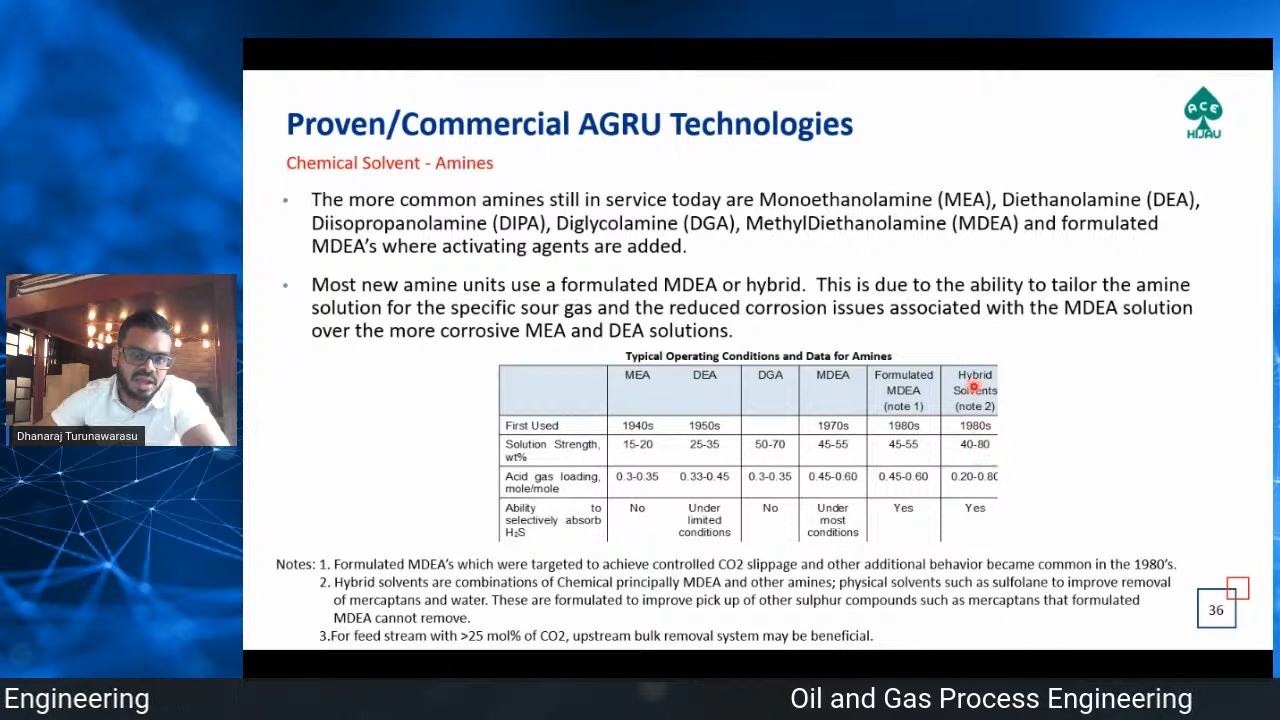 Proven/Commercial AGRU Technologies
ACE
HIJAU
Chemical Solvent - Amines
• The more common amines still in service today are Monoethanolamine (MEA), Diethanolamine (DEA),
Diisopropanolamine (DIPA), Diglycolamine (DGA), MethylDiethanolamine (MDEA) and formulated
MDEA's where activating agents are added.
• Most new amine units use a formulated MDEA or hybrid. This is due to the ability to tailor the amine
solution for the specific sour gas and the reduced corrosion issues associated with the MDEA solution
over the more corrosive MEA and DEA solutions.
Typical Operating Conditions and Data for Amines
MEA DEA DGA MDEA Formulated MDEA (note 1) Hybrid Solvents (note 2)
First Used 1940s 1950s 1970s 1980s 1980s
Solution Strength, wt% 15-20 25-35 50-70 45-55 45-55 40-80
Acid gas loading, mole/mole 0.3-0.35 0.33-0.45 0.3-0.35 0.45-0.60 0.45-0.60 0.20-0.80
Ability to selectively absorb H₂S No Under limited conditions No Under most conditions Yes Yes
Notes: 1. Formulated MDEA's which were targeted to achieve controlled CO2 slippage and other additional behavior became common in the 1980's.
2. Hybrid solvents are combinations of Chemical principally MDEA and other amines; physical solvents such as sulfolane to improve removal
of mercaptans and water. These are formulated to improve pick up of other sulphur compounds such as mercaptans that formulated
MDEA cannot remove.
3.For feed stream with >25 mol% of CO2, upstream bulk removal system may be beneficial.
36
Dhanaraj Turunawarasu
Engineering
Oil and Gas Process Engineering